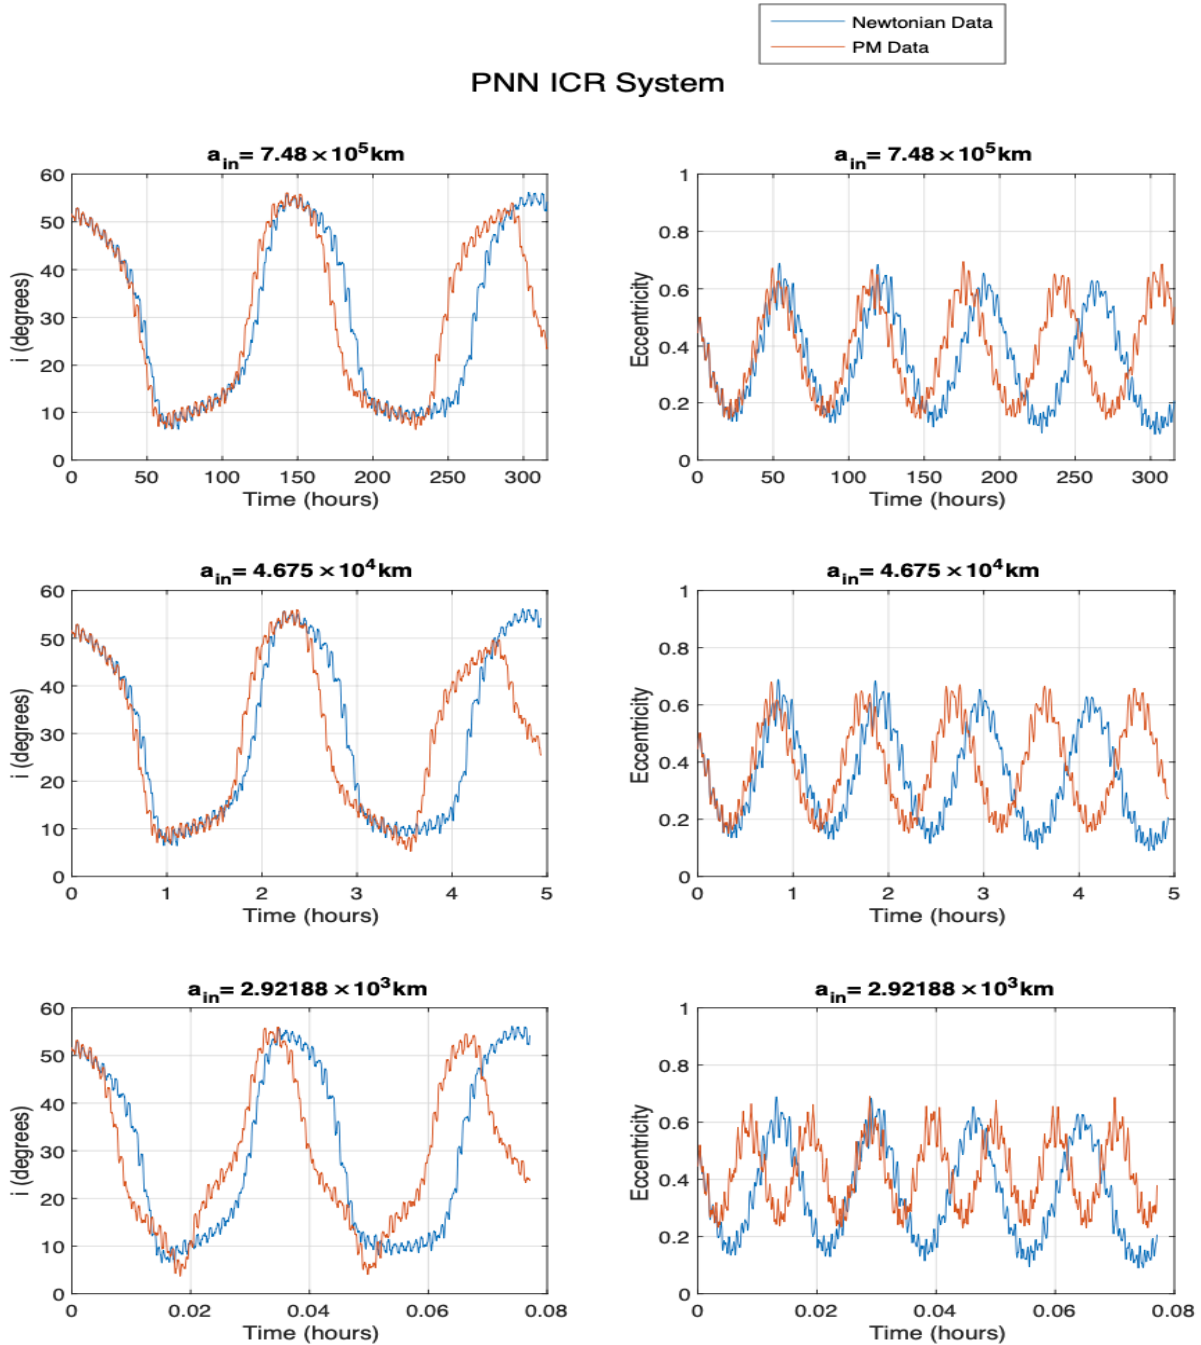 Newtonian Data
PM Data
PNN ICR System
a_in= 7.48 ×10^5km
60
50
40
30
20
10
0
i (degrees)
0 50 100 150 200 250 300
Time (hours)
a_in= 7.48 ×10^5km
1
0.8
0.6
0.4
0.2
0
Eccentricity
0 50 100 150 200 250 300
Time (hours)
a_in= 4.675 ×10^4km
60
50
40
30
20
10
0
i (degrees)
0 1 2 3 4 5
Time (hours)
a_in= 4.675 ×10^4km
1
0.8
0.6
0.4
0.2
0
Eccentricity
0 1 2 3 4 5
Time (hours)
a_in= 2.92188 ×10^3km
60
50
40
30
20
10
0
i (degrees)
0 0.02 0.04 0.06 0.08
Time (hours)
a_in= 2.92188 ×10^3km
1
0.8
0.6
0.4
0.2
0
Eccentricity
0 0.02 0.04 0.06 0.08
Time (hours)